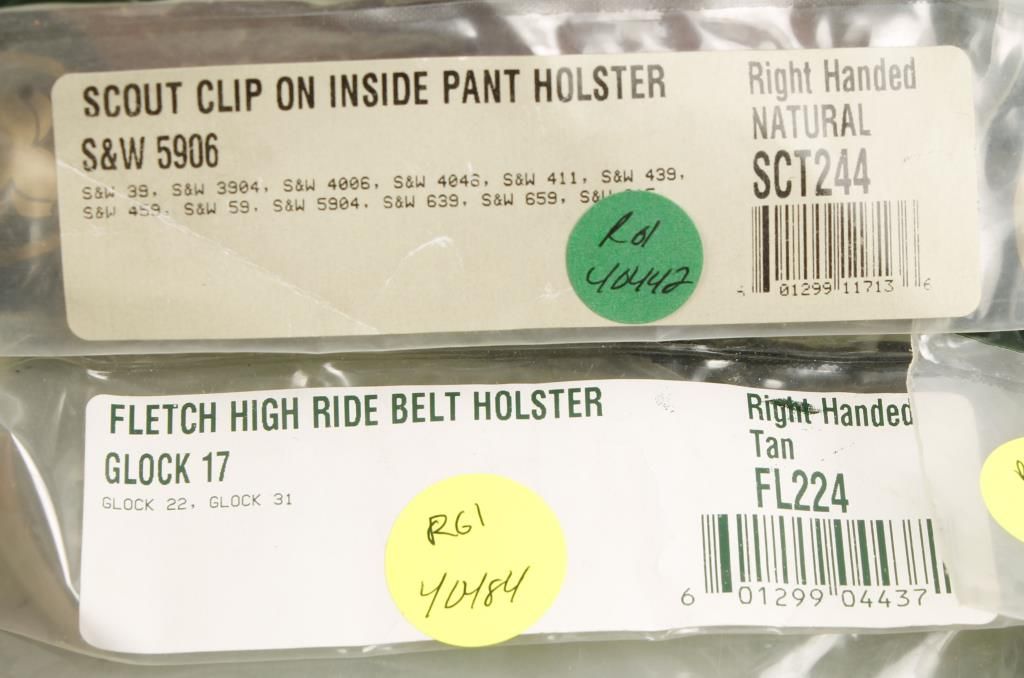 SCOUT CLIP ON INSIDE PANT HOLSTER
S&W 5906
S&W 39, S&W 3904, S&W 4006, S&W 4046, S&W 411, S&W 439,
S&W 459, S&W 59, S&W 5904, S&W 639, S&W 659, S&W
Right Handed
NATURAL
SCT244
01299 11713 6
RGI
40442
FLETCH HIGH RIDE BELT HOLSTER
GLOCK 17
GLOCK 22, GLOCK 31
Right Handed
Tan
FL224
6 01299 04437
RGI
40484